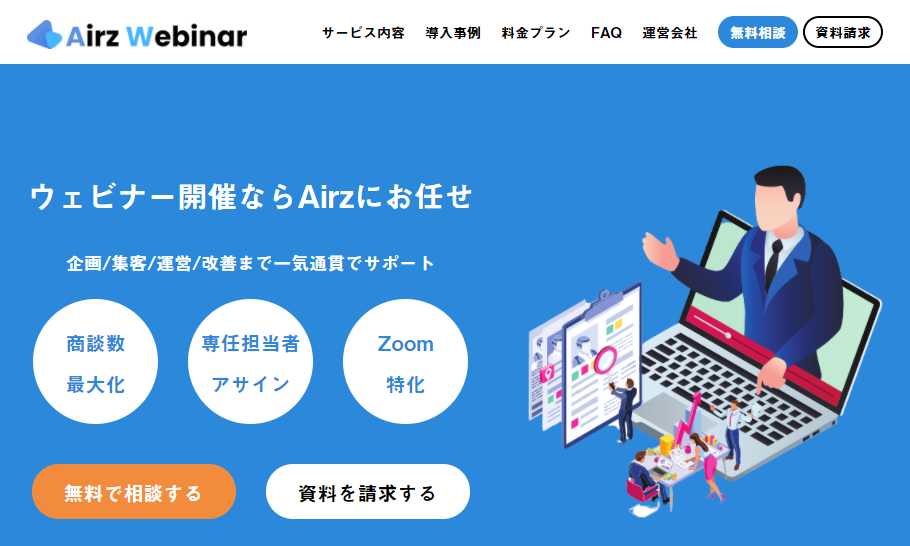 Airz Webinar
サービス内容
導入事例
料金プラン
FAQ
運営会社
無料相談
資料請求
ウェビナー開催ならAirzにお任せ
企画/集客/運営/改善まで一気通貫でサポート
商談数
最大化
専任担当者
アサイン
Zoom
特化
無料で相談する
資料を請求する